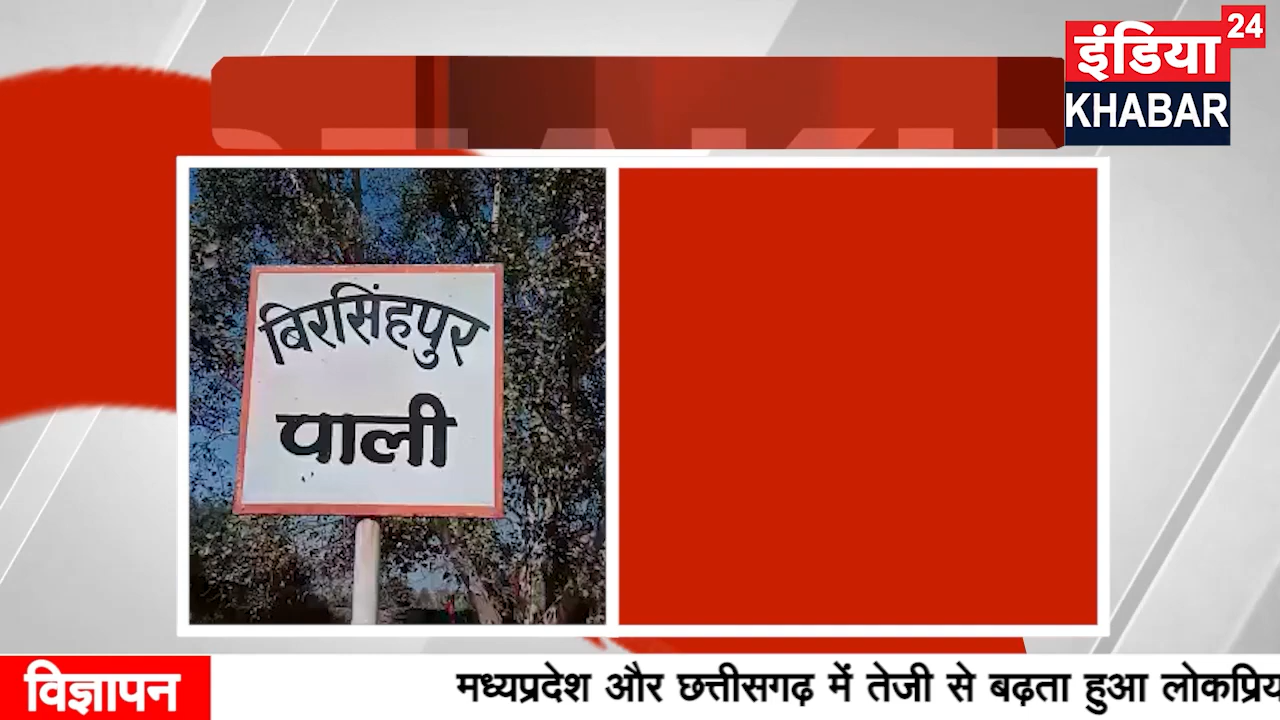 इंडिया 24
KHABAR
बिरसिंहपुर
पाली
विज्ञापन
मध्यप्रदेश और छत्तीसगढ़ में तेजी से बढ़ता हुआ लोकप्रिय